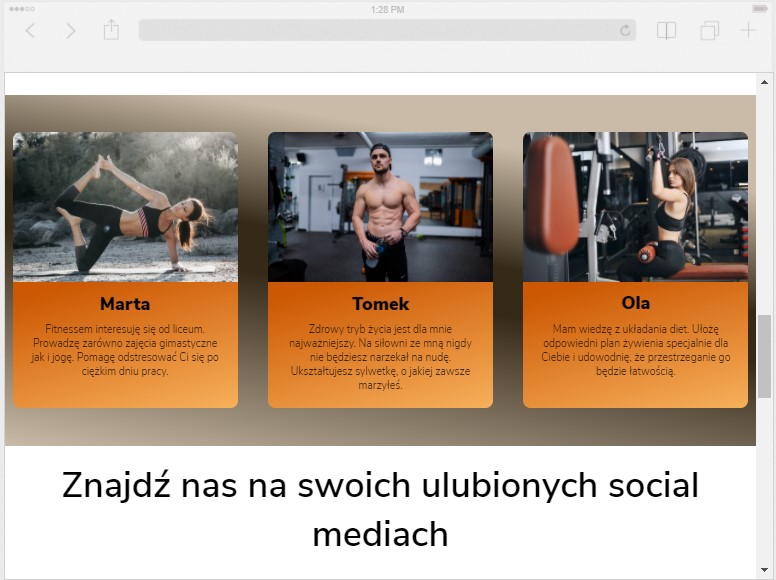 1:28 PM
Marta
Fitnessem interesuję się od liceum.
Prowadzę zarówno zajęcia gimastyczne
jak i jogę. Pomagę odstresować Ci się po
ciężkim dniu pracy.
Tomek
Zdrowy tryb życia jest dla mnie
najważniejszy. Na siłowni ze mną nigdy
nie będziesz narzekał na nudę.
Ukształtujesz sylwetkę, o jakiej zawsze
marzyłeś.
Ola
Mam wiedzę z układania diet. Ułożę
odpowiedni plan żywienia specjalnie dla
Ciebie i udowodnię, że przestrzeganie go
będzie łatwością.
Znajdź nas na swoich ulubionych social
mediach